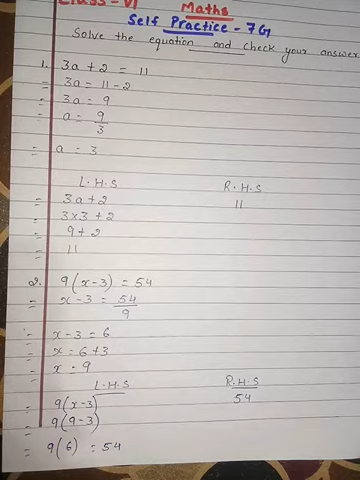 Class-VI Maths
Self Practice - 7G
Solve the equation and check your answer
1. 3a + 2 = 11
= 3a = 11 - 2
= 3a = 9
= a = 9/3
= a = 3
L.H.S R.H.S
= 3a + 2 11
= 3 x 3 + 2
= 9 + 2
= 11
2. 9(x-3) = 54
= x - 3 = 54/9
= x - 3 = 6
= x = 6 + 3
= x = 9
L.H.S R.H.S
= 9(x-3) 54
= 9(9-3)
= 9(6) = 54